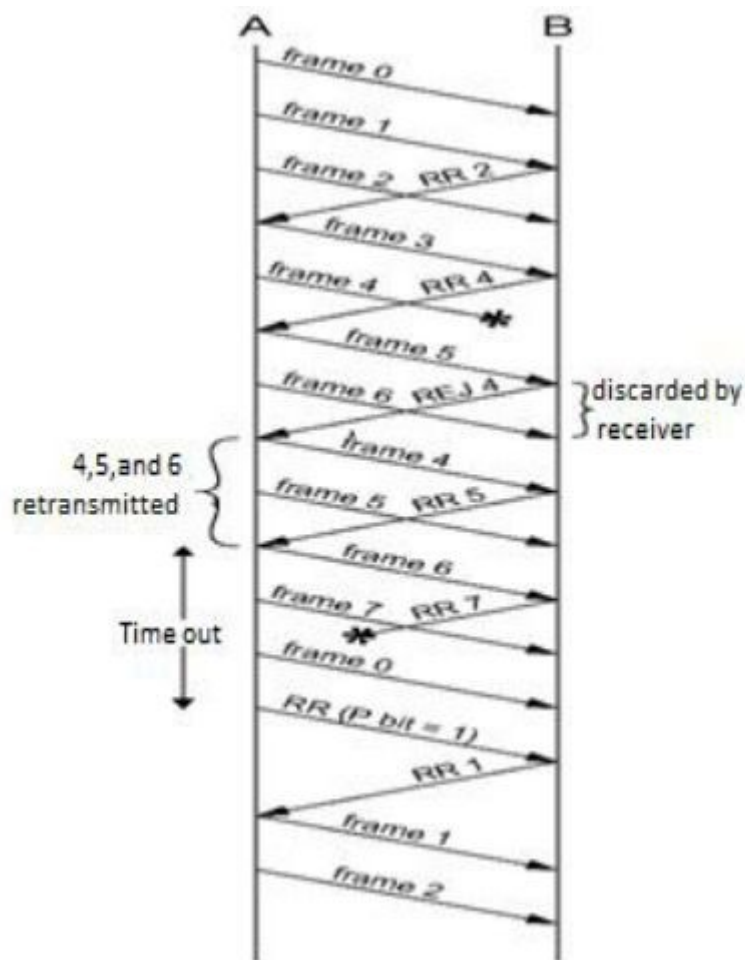 A
B
frame 0
frame 1
frame 2
RR 2
frame 3
frame 4
RR 4
frame 5
frame 6
REJ 4
discarded by
receiver
frame 4
4,5,and 6
retransmitted
frame 5
RR 5
frame 6
Time out
frame 7
RR 7
frame 0
RR (P bit = 1)
RR 1
frame 1
frame 2